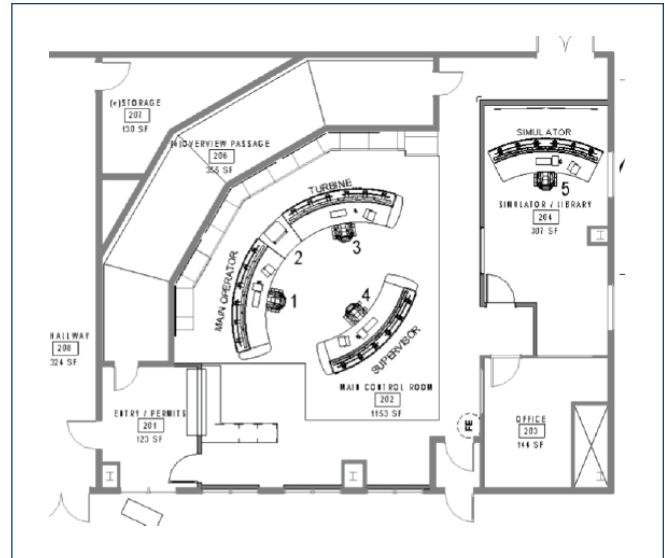 (e)STORAGE
207
130 SF
(e)OVERVIEW PASSAGE
206
355 SF
SIMULATOR
5
SIMULATOR / LIBRARY
204
307 SF
TURBINE
3
2
MAIN OPERATOR
1
4
SUPERVISOR
HALLWAY
208
324 SF
MAIN CONTROL ROOM
202
1153 SF
ENTRY / PERMITS
201
123 SF
FE
OFFICE
203
144 SF